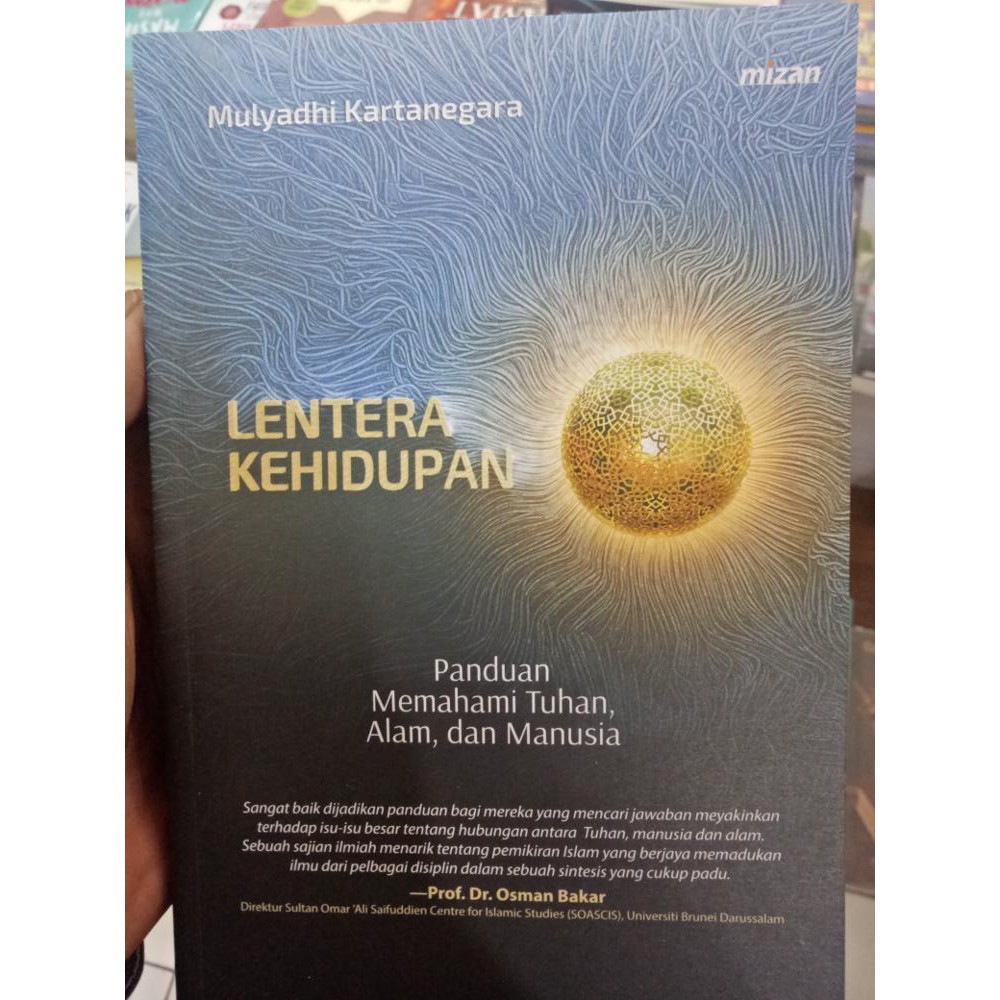 mizan
Mulyadhi Kartanegara
LENTERA
KEHIDUPAN
Panduan
Memahami Tuhan,
Alam, dan Manusia
Sangat baik dijadikan panduan bagi mereka yang mencari jawaban meyakinkan
terhadap isu-isu besar tentang hubungan antara Tuhan, manusia dan alam.
Sebuah sajian ilmiah menarik tentang pemikiran Islam yang berjaya memadukan
ilmu dari pelbagai disiplin dalam sebuah sintesis yang cukup padu.
—Prof. Dr. Osman Bakar
Direktur Sultan Omar 'Ali Saifuddien Centre for Islamic Studies (SOASCIS), Universiti Brunei Darussalam